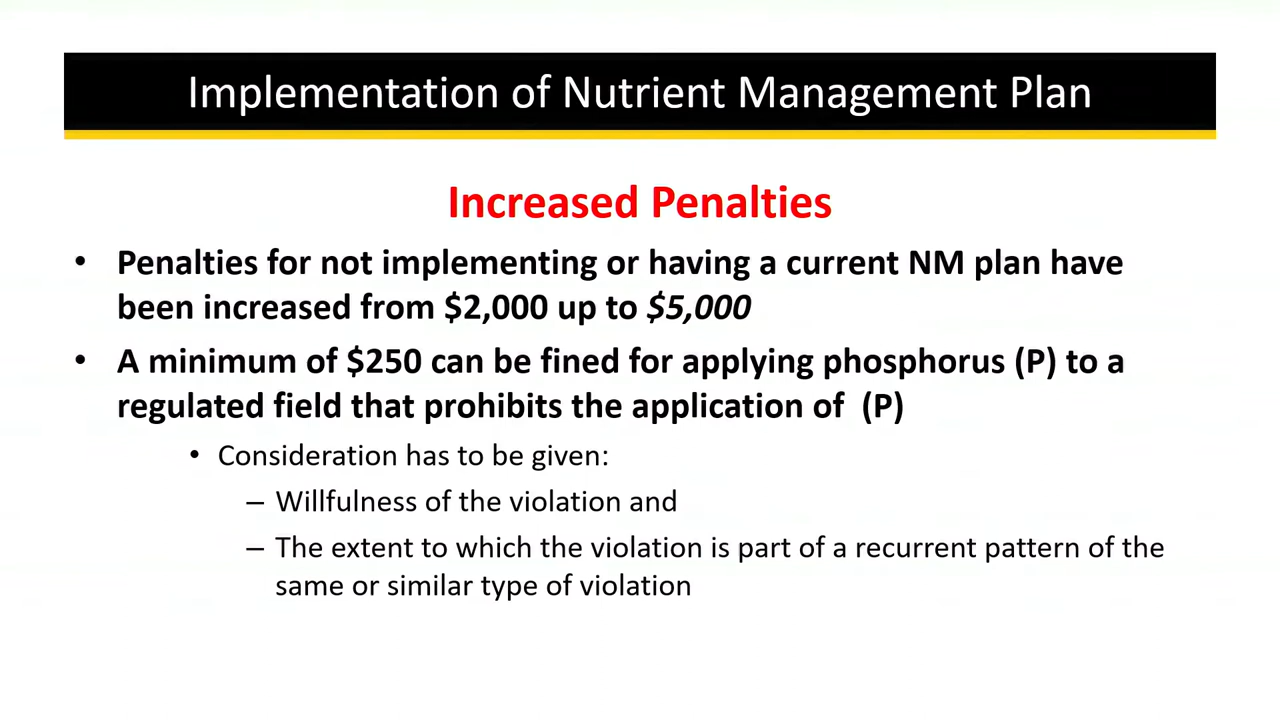 Implementation of Nutrient Management Plan
Increased Penalties
• Penalties for not implementing or having a current NM plan have
been increased from $2,000 up to $5,000
• A minimum of $250 can be fined for applying phosphorus (P) to a
regulated field that prohibits the application of  (P)
• Consideration has to be given:
– Willfulness of the violation and
– The extent to which the violation is part of a recurrent pattern of the
same or similar type of violation